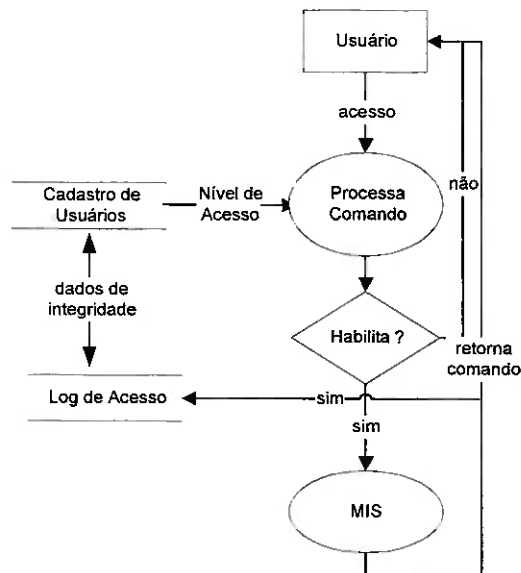 Usuário
acesso
não
Cadastro de
Usuários
Nível de
Acesso
Processa
Comando
dados de
integridade
Habilita ?
retorna
comando
Log de Acesso
sim
sim
MIS